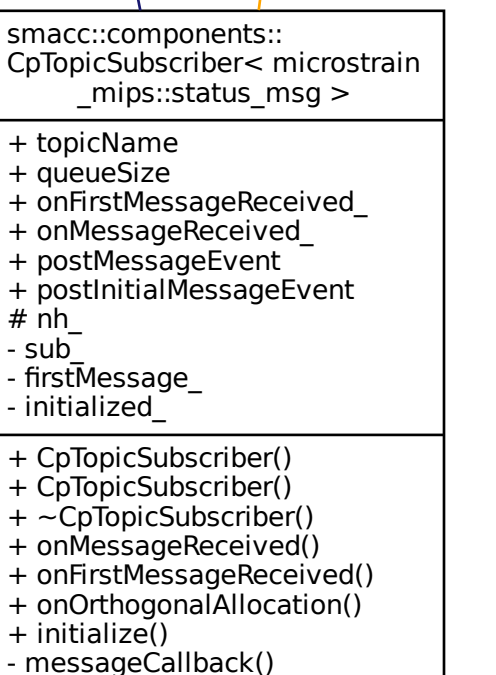 smacc::components::
CpTopicSubscriber< microstrain
_mips::status_msg >
+ topicName
+ queueSize
+ onFirstMessageReceived_
+ onMessageReceived_
+ postMessageEvent
+ postInitialMessageEvent
# nh_
- sub_
- firstMessage_
- initialized_
+ CpTopicSubscriber()
+ CpTopicSubscriber()
+ ~CpTopicSubscriber()
+ onMessageReceived()
+ onFirstMessageReceived()
+ onOrthogonalAllocation()
+ initialize()
- messageCallback()